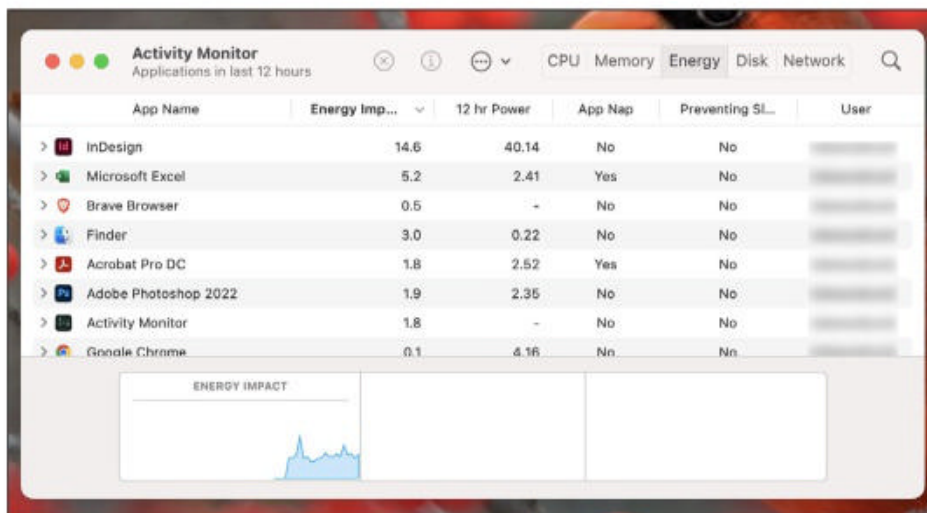 Activity Monitor
Applications in last 12 hours
CPU Memory Energy Disk Network
App Name Energy Imp... 12 hr Power App Nap Preventing Sl... User
InDesign 14.6 40.14 No No
Microsoft Excel 5.2 2.41 Yes No
Brave Browser 0.5 - No No
Finder 3.0 0.22 No No
Acrobat Pro DC 1.8 2.52 Yes No
Adobe Photoshop 2022 1.9 2.35 No No
Activity Monitor 1.8 - No No
Google Chrome 0.1 4.16 No No
ENERGY IMPACT